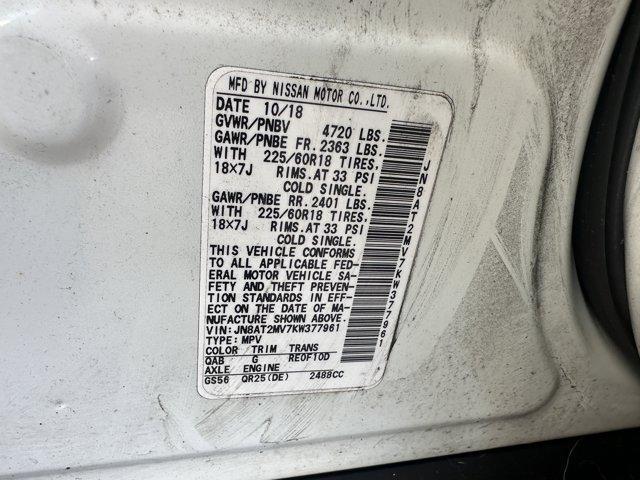 MFD BY NISSAN MOTOR CO.,LTD.
DATE 10/18
GVWR/PNBV 4720 LBS.
GAWR/PNBE FR. 2363 LBS.
WITH 225/60R18 TIRES,
18X7J RIMS.AT 33 PSI
COLD SINGLE.
GAWR/PNBE RR. 2401 LBS.
WITH 225/60R18 TIRES,
18X7J RIMS.AT 33 PSI
COLD SINGLE.
THIS VEHICLE CONFORMS
TO ALL APPLICABLE FED-
ERAL MOTOR VEHICLE SA-
FETY AND THEFT PREVEN-
TION STANDARDS IN EFF-
ECT ON THE DATE OF MA-
NUFACTURE SHOWN ABOVE.
VIN:JN8AT2MV7KW377961
TYPE:MPV
COLOR TRIM TRANS
QAB G RE0F10D
AXLE ENGINE
GS56 QR25(DE) 2488CC
JN8AT2MV7KW377961